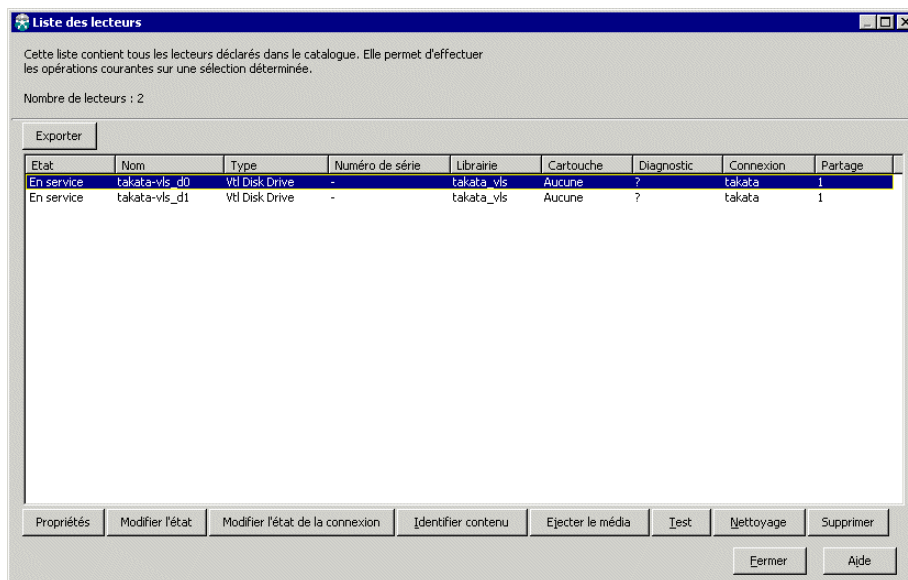 Liste des lecteurs
Cette liste contient tous les lecteurs déclarés dans le catalogue. Elle permet d'effectuer
les opérations courantes sur une sélection déterminée.
Nombre de lecteurs : 2
Exporter
Etat Nom Type Numéro de série Librairie Cartouche Diagnostic Connexion Partage
En service takata-vls_d0 Vtl Disk Drive - takata_vls Aucune ? takata 1
En service takata-vls_d1 Vtl Disk Drive - takata_vls Aucune ? takata 1
Propriétés Modifier l'état Modifier l'état de la connexion Identifier contenu Ejecter le média Test Nettoyage Supprimer
Fermer Aide